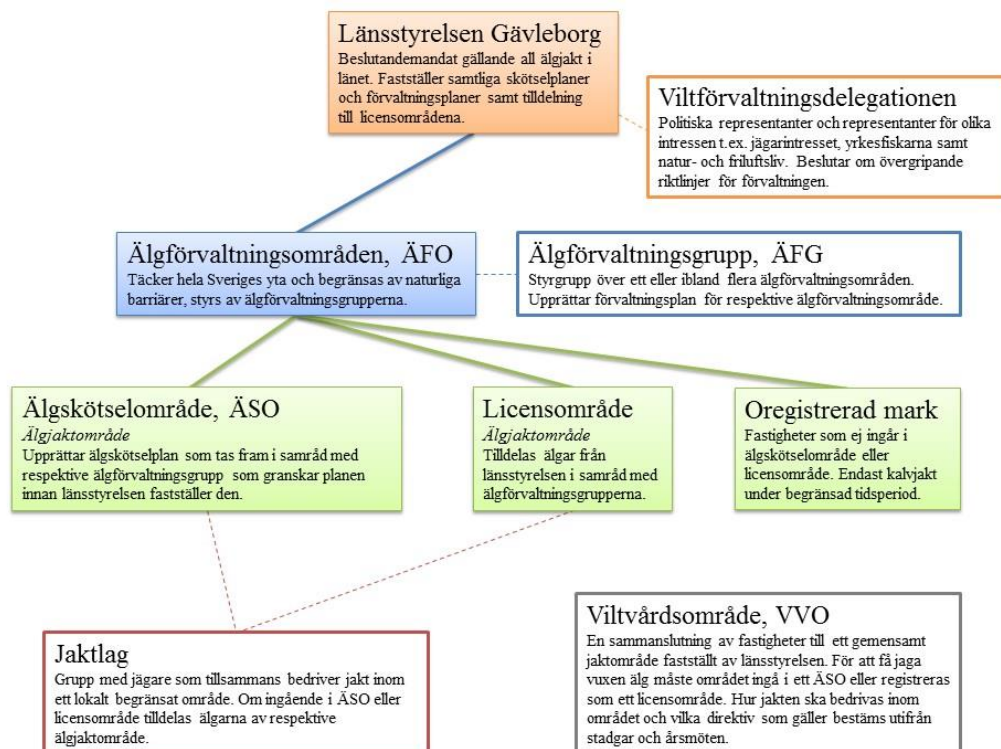 Länsstyrelsen Gävleborg
Beslutandemandat gällande all älgjakt i
länet. Fastställer samtliga skötselplaner
och förvaltningsplaner samt tilldelning
till licensområdena.
Viltförvaltningsdelegationen
Politiska representanter och representanter för olika
intressen t.ex. jägarintresset, yrkesfiskarna samt
natur- och friluftsliv. Beslutar om övergripande
riktlinjer för förvaltningen.
Älgförvaltningsområden, ÄFO
Täcker hela Sveriges yta och begränsas av naturliga
barriärer, styrs av älgförvaltningsgrupperna.
Älgförvaltningsgrupp, ÄFG
Styrgrupp över ett eller ibland flera älgförvaltningsområden.
Upprättar förvaltningsplan för respektive älgförvaltningsområde.
Älgskötselområde, ÄSO
Älgjaktområde
Upprättar älgskötselplan som tas fram i samråd med
respektive älgförvaltningsgrupp som granskar planen
innan länsstyrelsen fastställer den.
Licensområde
Älgjaktområde
Tilldelas älgar från
länsstyrelsen i samråd med
älgförvaltningsgrupperna.
Oregistrerad mark
Fastigheter som ej ingår i
älgskötselområde eller
licensområde. Endast kalvjakt
under begränsad tidsperiod.
Jaktlag
Grupp med jägare som tillsammans bedriver jakt inom
ett lokalt begränsat område. Om ingående i ÄSO eller
licensområde tilldelas älgarna av respektive
älgjaktområde.
Viltvårdsområde, VVO
En sammanslutning av fastigheter till ett gemensamt
jaktområde fastställt av länsstyrelsen. För att få jaga
vuxen älg måste området ingå i ett ÄSO eller registreras
som ett licensområde. Hur jakten ska bedrivas inom
området och vilka direktiv som gäller bestäms utifrån
stadgar och årsmöten.